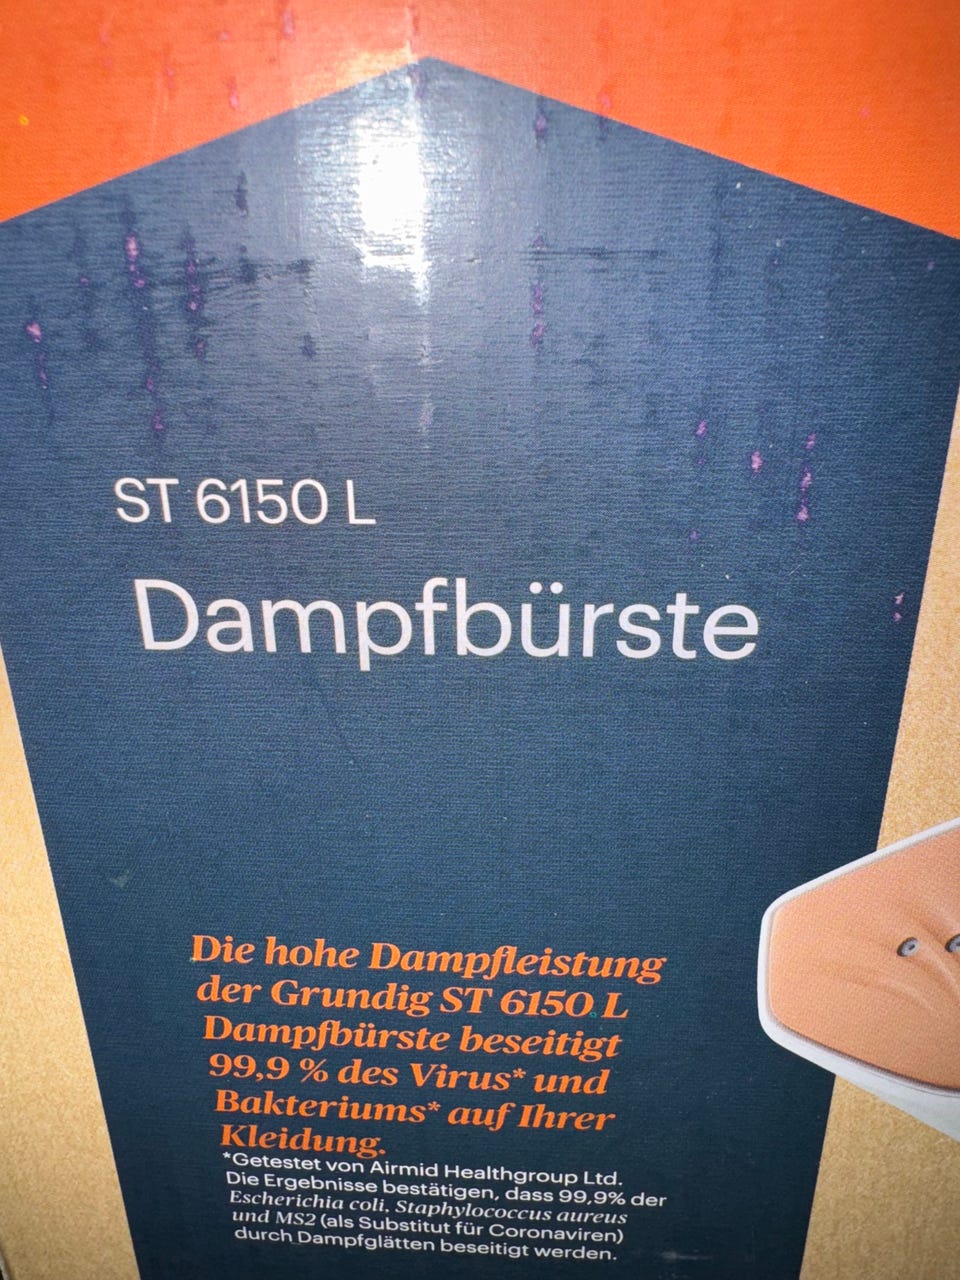 ST 6150 L
Dampfbürste
Die hohe Dampfleistung
der Grundig ST 6150 L
Dampfbürste beseitigt
99,9 % des Virus* und
Bakteriums* auf Ihrer
Kleidung.
*Getestet von Airmid Healthgroup Ltd.
Die Ergebnisse bestätigen, dass 99,9% der
Escherichia coli, Staphylococcus aureus
und MS2 (als Substitut für Coronaviren)
durch Dampfglätten beseitigt werden.